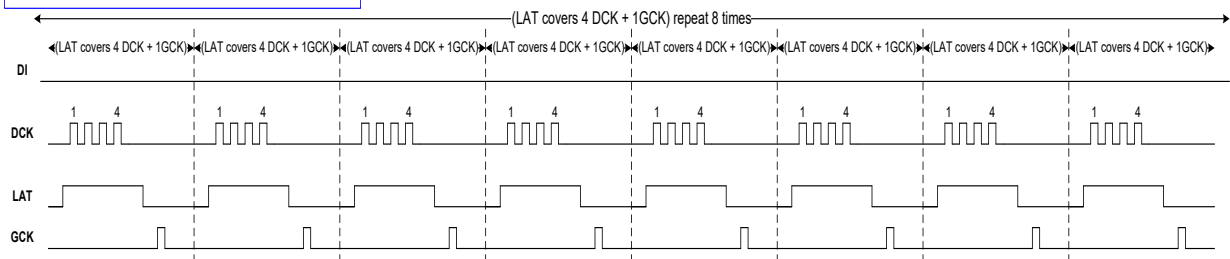 (LAT covers 4 DCK + 1GCK) repeat 8 times
(LAT covers 4 DCK + 1GCK) (LAT covers 4 DCK + 1GCK) (LAT covers 4 DCK + 1GCK) (LAT covers 4 DCK + 1GCK) (LAT covers 4 DCK + 1GCK) (LAT covers 4 DCK + 1GCK) (LAT covers 4 DCK + 1GCK) (LAT covers 4 DCK + 1GCK)
DI
1 4 1 4 1 4 1 4 1 4 1 4 1 4 1 4
DCK
LAT
GCK